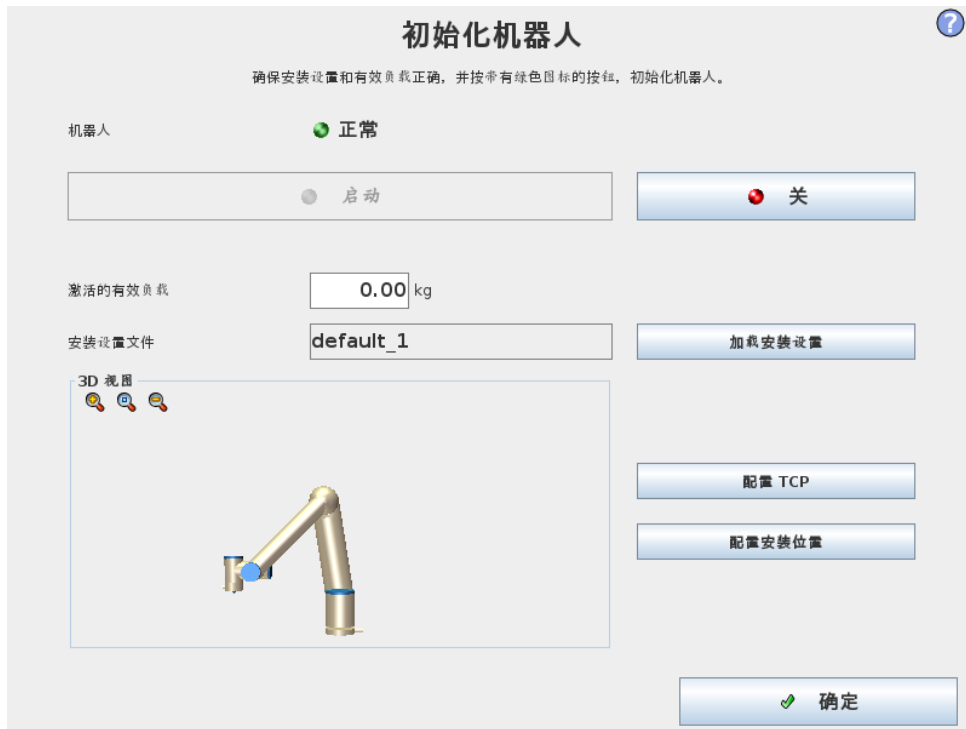 初始化机器人
?
确保安装设置和有效负载正确，并按带有绿色图标的按钮，初始化机器人。
机器人 正常
启动 关
激活的有效负载 0.00 kg
安装设置文件 default_1 加载安装设置
3D 视图
配置 TCP
配置安装位置
确定